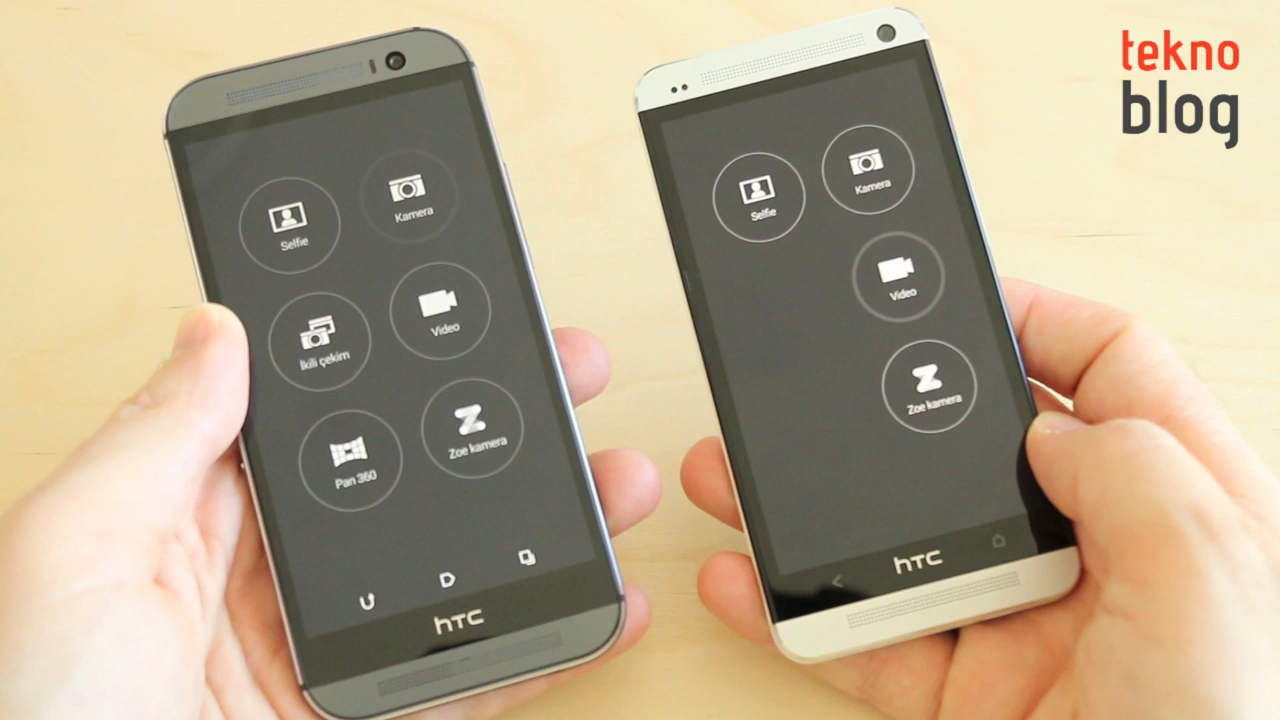 tekno
blog
Selfie
Kamera
İkili çekim
Video
Pan 360
Zoe kamera
hTC
Selfie
Kamera
Video
Zoe kamera
hTC